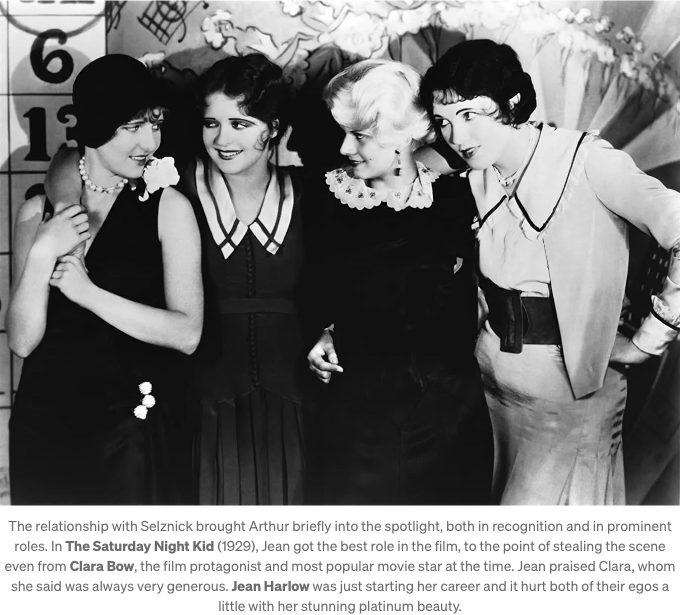 6
13
The relationship with Selznick brought Arthur briefly into the spotlight, both in recognition and in prominent
roles. In The Saturday Night Kid (1929), Jean got the best role in the film, to the point of stealing the scene
even from Clara Bow, the film protagonist and most popular movie star at the time. Jean praised Clara, whom
she said was always very generous. Jean Harlow was just starting her career and it hurt both of their egos a
little with her stunning platinum beauty.